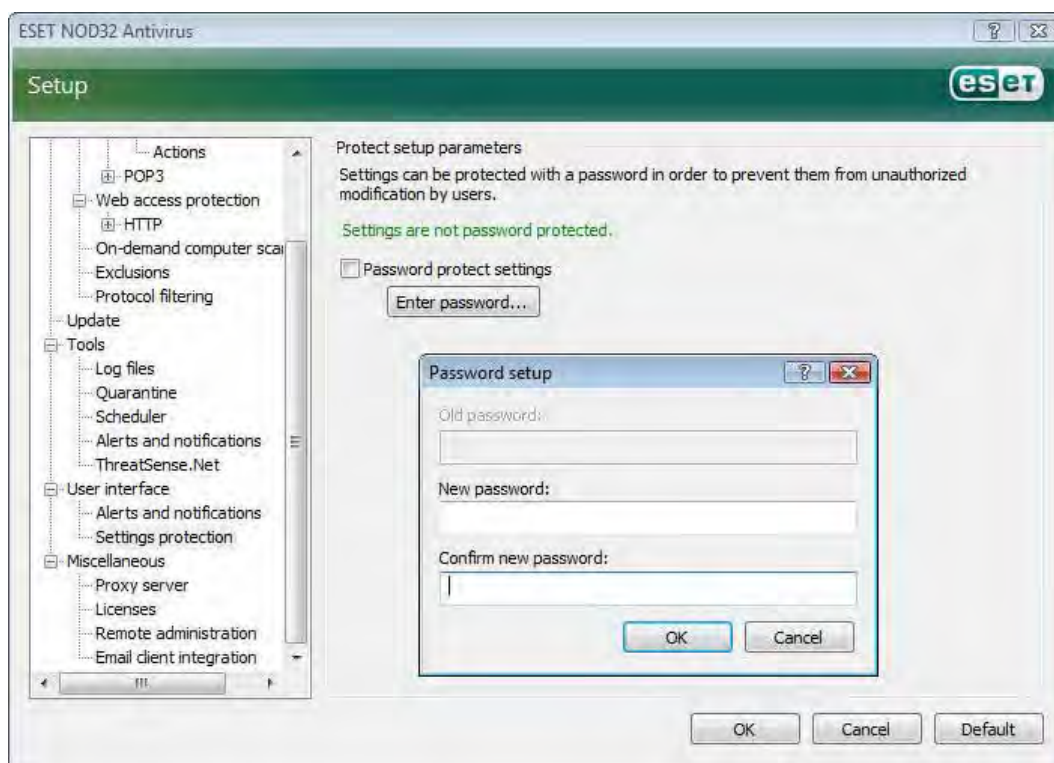 ESET NOD32 Antivirus
Setup
eset
Actions
POP3
Web access protection
HTTP
On-demand computer scar
Exclusions
Protocol filtering
Update
Tools
Log files
Quarantine
Scheduler
Alerts and notifications
ThreatSense.Net
User interface
Alerts and notifications
Settings protection
Miscellaneous
Proxy server
Licenses
Remote administration
Email client integration
Protect setup parameters
Settings can be protected with a password in order to prevent them from unauthorized
modification by users.
Settings are not password protected.
Password protect settings
Enter password...
Password setup
Old password:
New password:
Confirm new password:
OK Cancel
OK Cancel Default